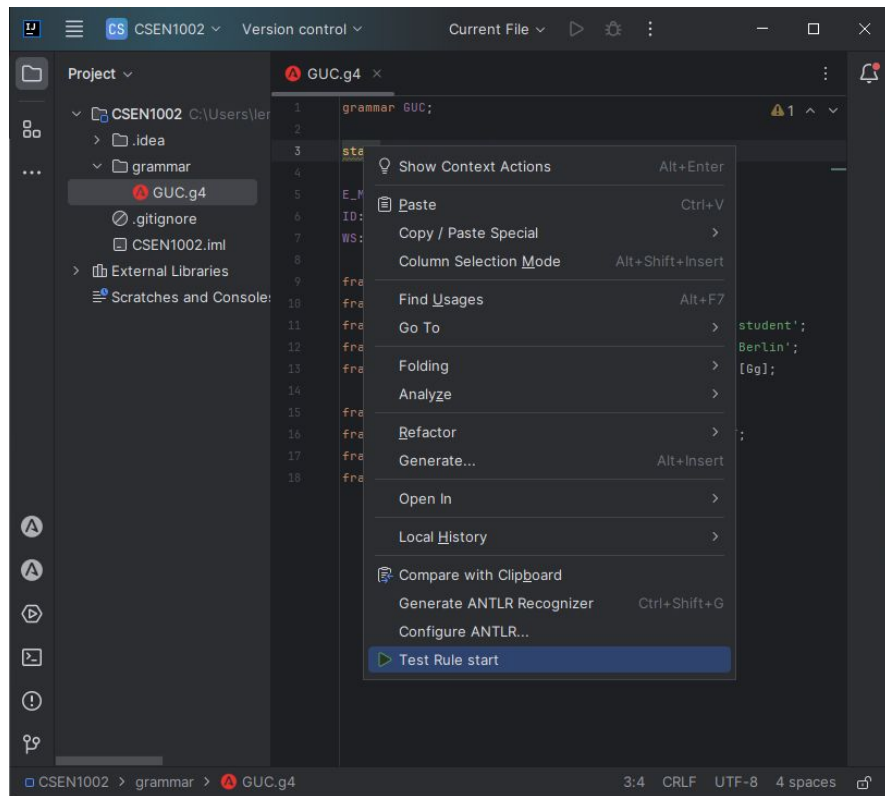 CS CSEN1002 Version control Current File
Project
GUC.g4
CSEN1002 C:\Users\ler
.idea
grammar
GUC.g4
.gitignore
CSEN1002.iml
External Libraries
Scratches and Console
1 grammar GUC;
1
2
3 sta
4
5 E_M
6 ID:
7 WS:
8
9 fra
10 fra
11 fra student';
12 fra Berlin';
13 fra [Gg];
14
15 fra
16 fra ;
17 fra
18 fra
Show Context Actions Alt+Enter
Paste Ctrl+V
Copy / Paste Special
Column Selection Mode Alt+Shift+Insert
Find Usages Alt+F7
Go To
Folding
Analyze
Refactor
Generate... Alt+Insert
Open In
Local History
Compare with Clipboard
Generate ANTLR Recognizer Ctrl+Shift+G
Configure ANTLR...
Test Rule start
CSEN1002 > grammar > GUC.g4 3:4 CRLF UTF-8 4 spaces